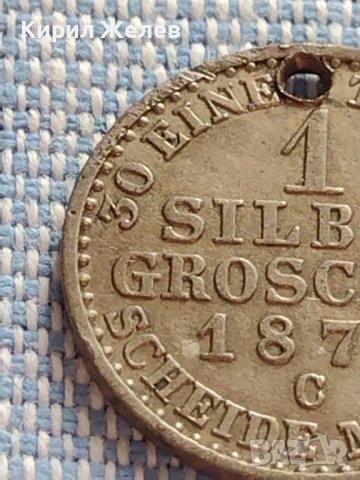 Кирил Желев
30 EINE T
1
SILB
GROSC
187
C
SCHEIDE M
bazar